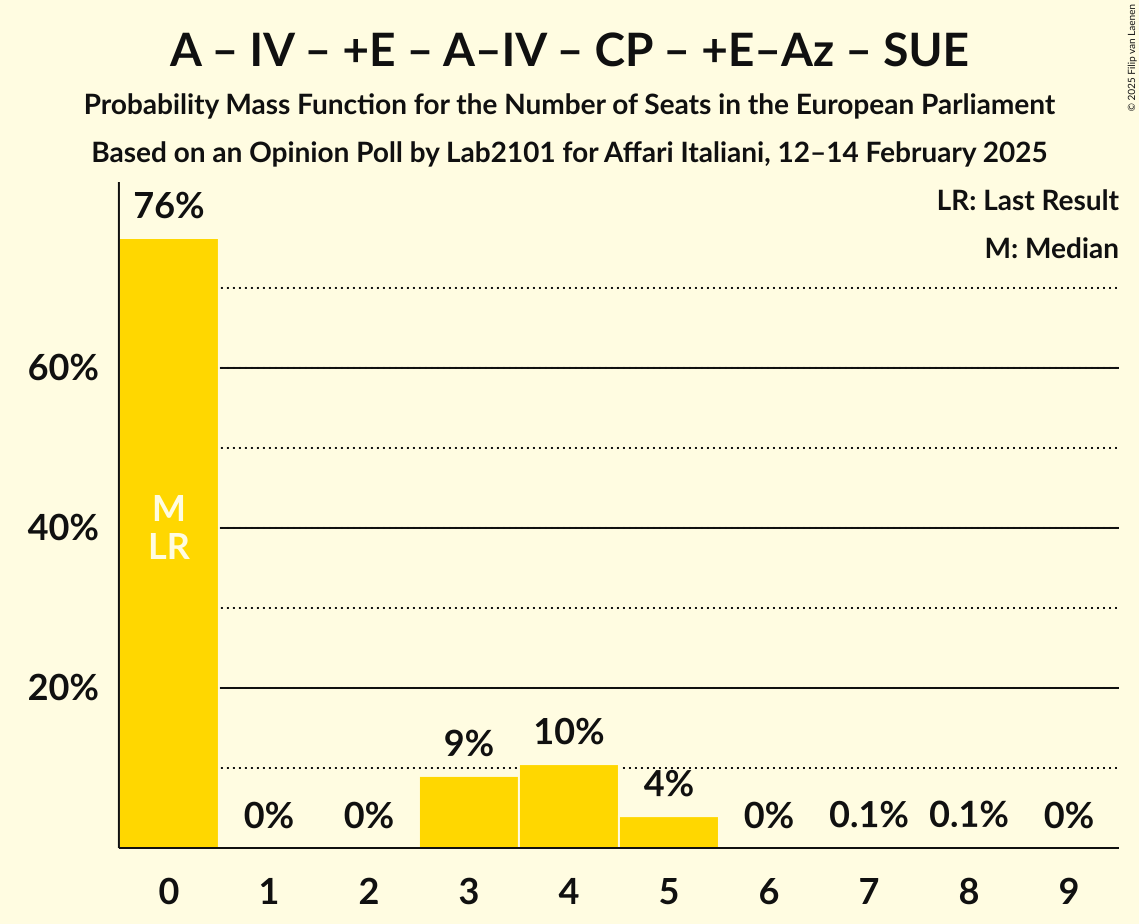 A – IV – +E – A–IV – CP – +E–Az – SUE
Probability Mass Function for the Number of Seats in the European Parliament
Based on an Opinion Poll by Lab2101 for Affari Italiani, 12–14 February 2025
© 2025 Filip van Laenen
LR: Last Result
M: Median
76%
60%
40%
20%
M
LR
0%
0%
9%
10%
4%
0%
0.1%
0.1%
0%
0 1 2 3 4 5 6 7 8 9